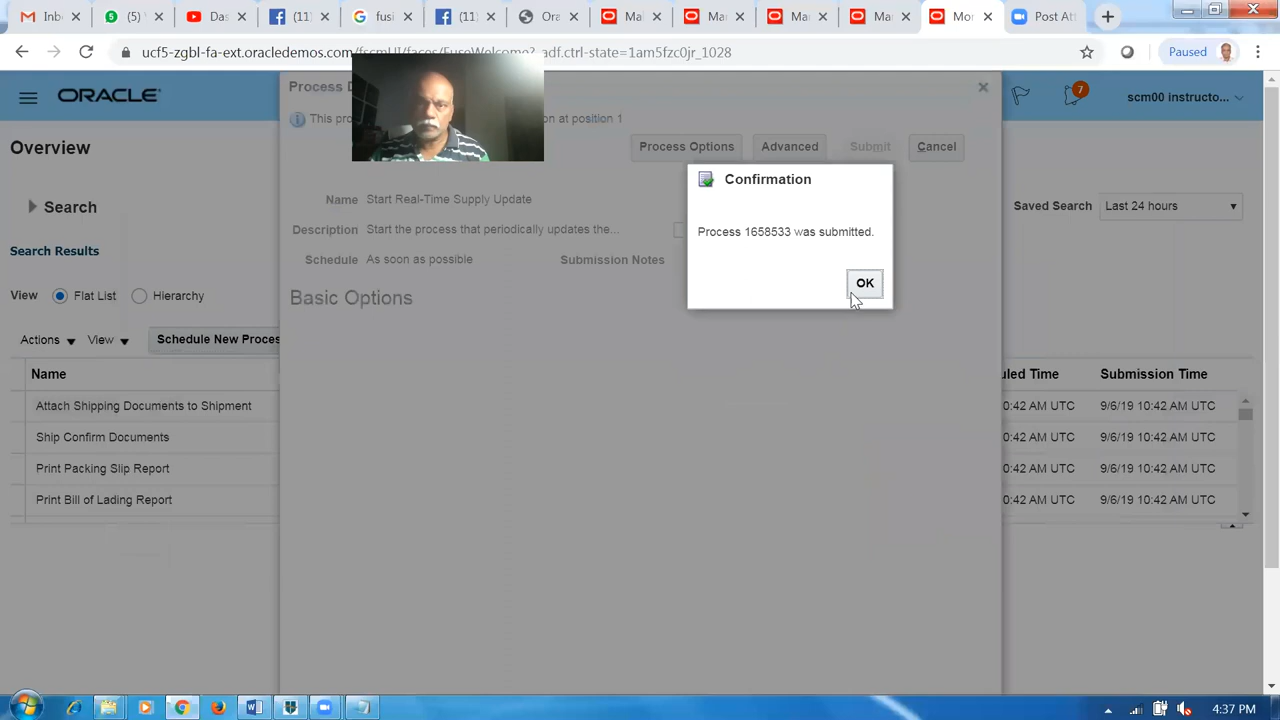 Inb
(5)
Da
(11)
fusi
(11)
Ora
Ma
Ma
Ma
Ma
Mo
Post Att
ucf5-zgbl-fa-ext.oracledemos.com/fscmUI/faces/FuseWelcome?_adf.ctrl-state=1am5fzc0jr_1028
Paused
ORACLE
Process D
7
scm00 instructo...
This pro
on at position 1
Overview
Process Options
Advanced
Submit
Cancel
Confirmation
Name
Start Real-Time Supply Update
Search
Saved Search
Last 24 hours
Description
Start the process that periodically updates the...
Process 1658533 was submitted.
Search Results
Schedule
As soon as possible
Submission Notes
OK
View
Flat List
Hierarchy
Basic Options
Actions
View
Schedule New Proces
Name
uled Time
Submission Time
Attach Shipping Documents to Shipment
0:42 AM UTC
9/6/19 10:42 AM UTC
Ship Confirm Documents
0:42 AM UTC
9/6/19 10:42 AM UTC
Print Packing Slip Report
0:42 AM UTC
9/6/19 10:42 AM UTC
Print Bill of Lading Report
0:42 AM UTC
9/6/19 10:42 AM UTC
4:37 PM